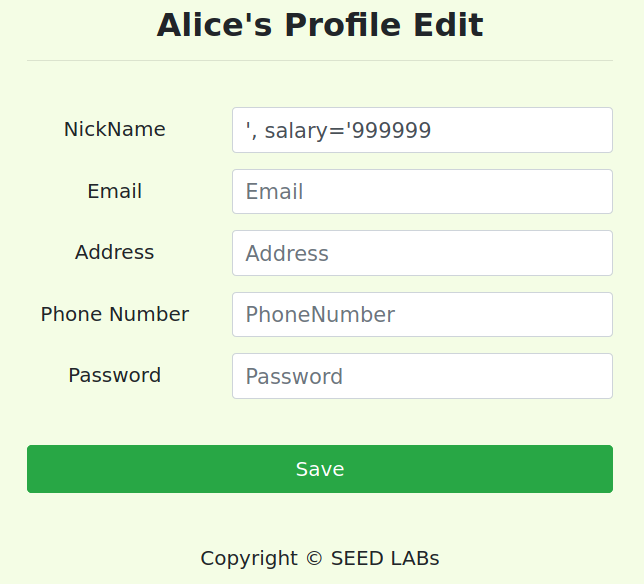 Alice's Profile Edit
NickName
', salary='999999
Email
Email
Address
Address
Phone Number
PhoneNumber
Password
Password
Save
Copyright © SEED LABs